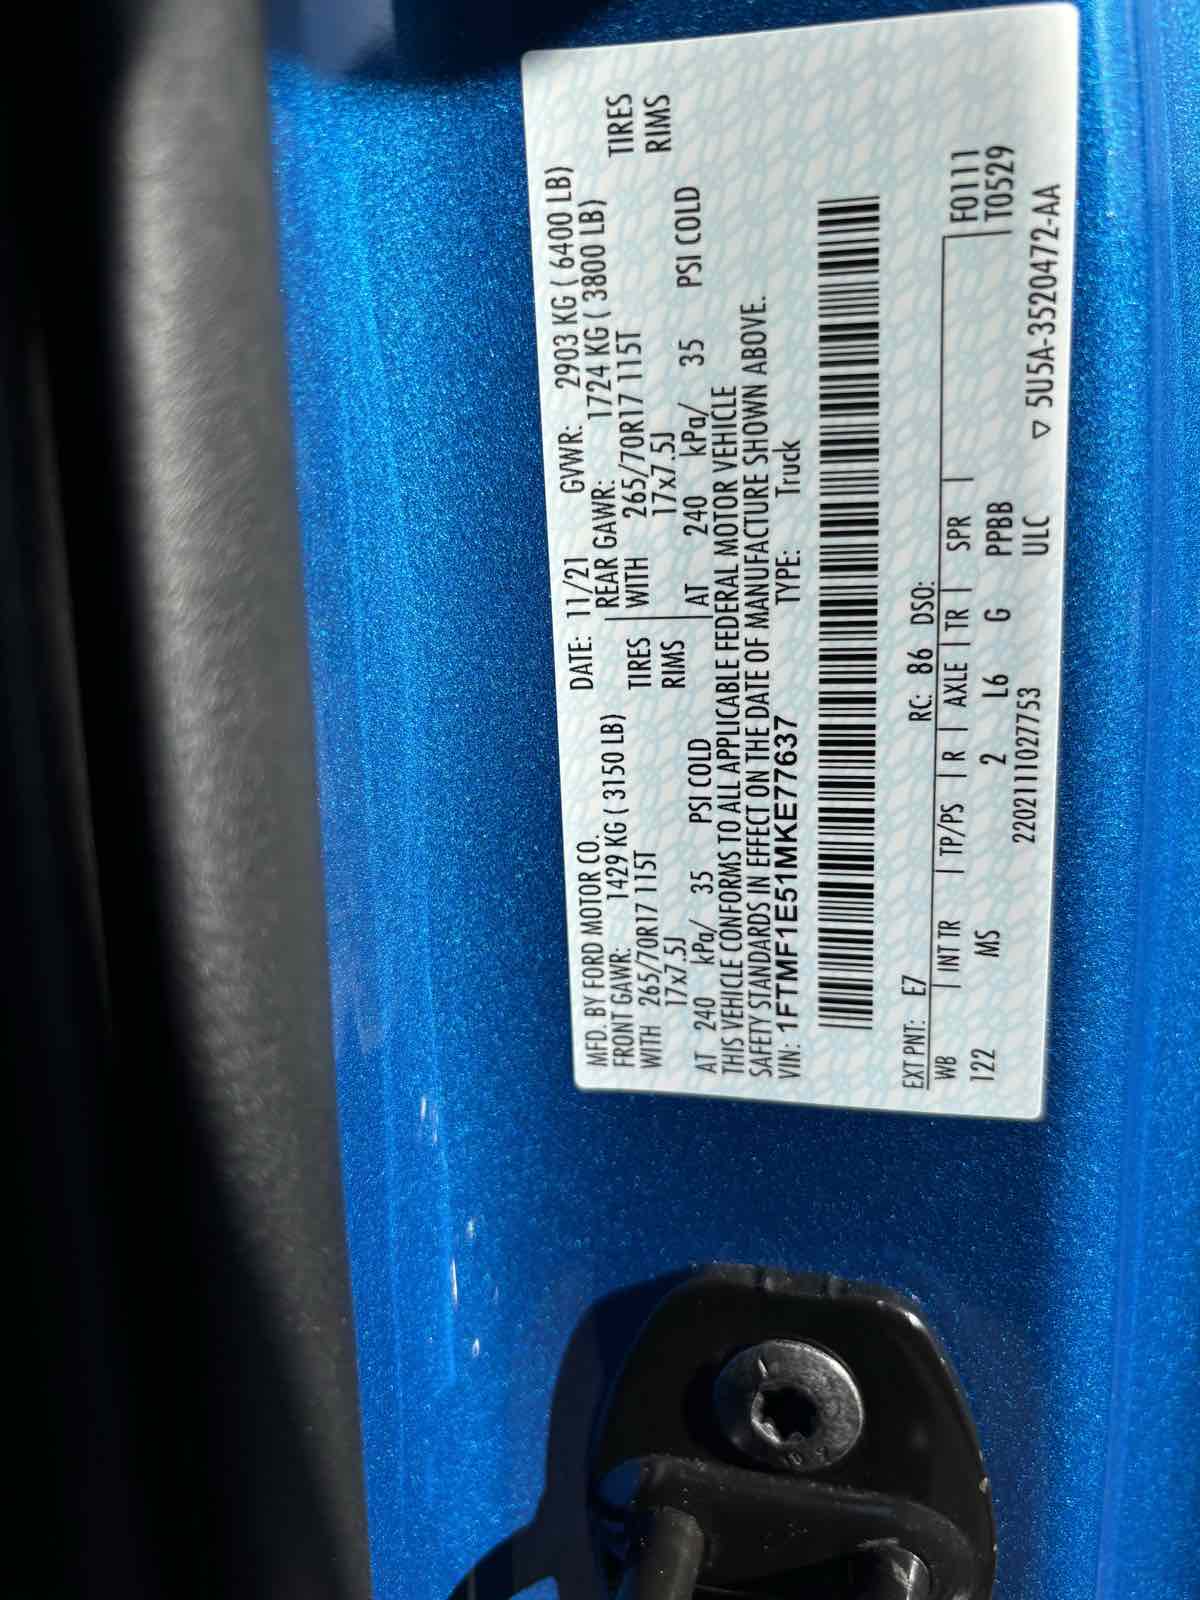 MFD. BY FORD MOTOR CO.
DATE: 11/21 GVWR: 2903 KG ( 6400 LB)
FRONT GAWR: 1429 KG ( 3150 LB) REAR GAWR: 1724 KG ( 3800 LB)
WITH 265/70R17 115T TIRES WITH 265/70R17 115T TIRES
17x7.5J RIMS 17x7.5J RIMS
AT 240 kPa/ 35 PSI COLD AT 240 kPa/ 35 PSI COLD
THIS VEHICLE CONFORMS TO ALL APPLICABLE FEDERAL MOTOR VEHICLE
SAFETY STANDARDS IN EFFECT ON THE DATE OF MANUFACTURE SHOWN ABOVE.
VIN: 1FTMF1E51MKE77637 TYPE: Truck
EXT PNT: E7 RC: 86 DSO:
WB INT TR TP/PS R AXLE TR SPR F0111
122 MS 2 L6 G PPBB T0529
2202111027753 ULC ▽ 5U5A-3520472-AA